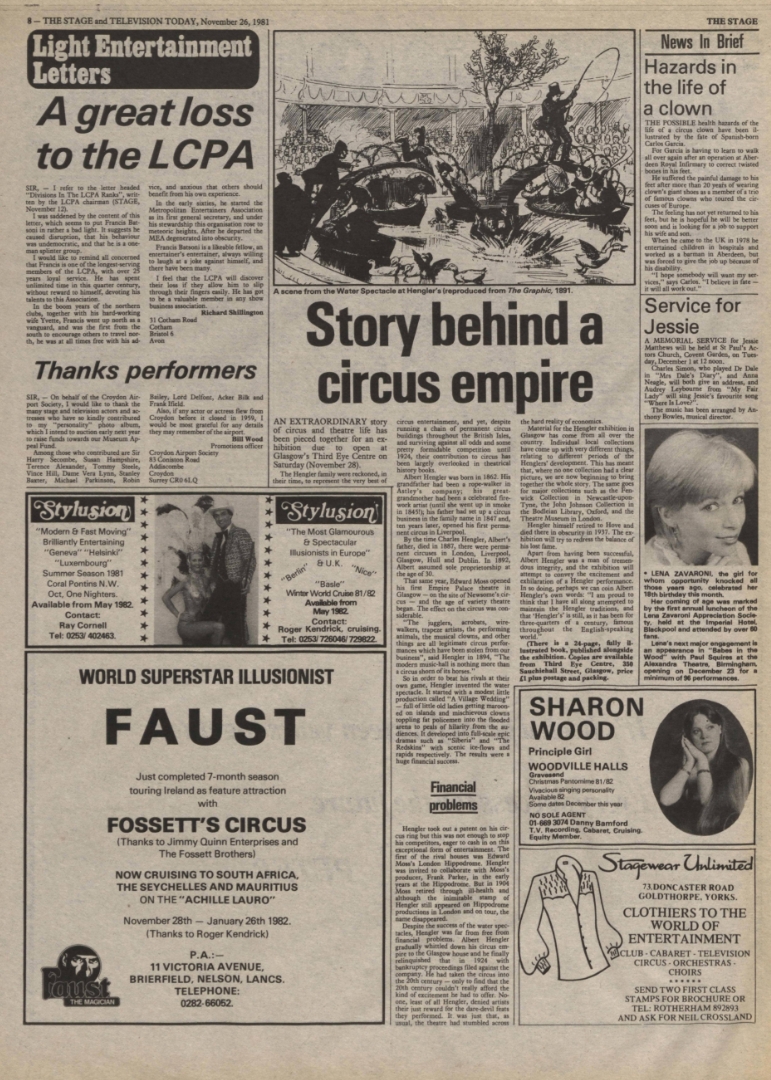 8 – THE STAGE and TELEVISION TODAY, November 26, 1981
THE STAGE
Light Entertainment
Letters
A great loss
to the LCPA
SIR, — I refer to the letter headed
"Divisions In The LCPA Ranks", writ-
ten by the LCPA chairman (STAGE,
November 12).
I was saddened by the content of this
letter, which seems to put Francis Bat-
soni in rather a bad light. It suggests he
caused disruption, that his behaviour
was undemocratic, and that he is a one-
man splinter group.
I would like to remind all concerned
that Francis is one of the longest-serving
members of the LCPA, with over 25
years loyal service. He has spent
unlimited time in this quarter century,
without reward to himself, devoting his
talents to this Association.
In the boom years of the northern
clubs, together with his hard-working
wife Yvette, Francis went up north as a
vanguard, and was the first from the
south to encourage others to travel nor-
th, he was at all times free with his ad-
vice, and anxious that others should
benefit from his own experience.
In the early sixties, he started the
Metropolitan Entertainers Association
as its first general secretary, and under
his stewardship this organisation rose to
meteoric heights. After he departed the
MEA degenerated into obscurity.
Francis Batsoni is a likeable fellow, an
entertainer's entertainer, always willing
to laugh at a joke against himself, and
there have been many.
I feel that the LCPA will discover
their loss if they allow him to slip
through their fingers easily. He has got
to be a valuable member in any show
business association.
Richard Shillington
31 Cotham Road
Cotham
Bristol 6
Avon
Thanks performers
SIR, — On behalf of the Croydon Air-
port Society, I would like to thank the
many stage and television actors and ac-
tresses who have so kindly contributed
to my "personality" photo album,
which I intend to auction early next year
to raise funds towards our Museum Ap-
peal Fund.
Among those who contributed are Sir
Harry Secombe, Susan Hampshire,
Terence Alexander, Tommy Steele,
Vince Hill, Dame Vera Lynn, Stanley
Baxter, Michael Parkinson, Robin
Bailey, Lord Delfont, Acker Bilk and
Frank Ifield.
Also, if any actor or actress flew from
Croydon before it closed in 1959, I
would be most grateful for any details
they may remember of the airport.
Bill Wood
Promotions officer
Croydon Airport Society
Addiscombe
Croydon
Surrey CR0 6LQ
A scene from the Water Spectacle at Hengler's (reproduced from The Graphic, 1891.
Story behind a
circus empire
AN EXTRAORDINARY story
of circus and theatre life has
been pieced together for an ex-
hibition due to open at
Glasgow's Third Eye Centre on
Saturday (November 28).
The Hengler family were reckoned, in
their time, to represent the very best of
circus entertainment, and yet, despite
running a chain of permanent circus
buildings throughout the British Isles,
and surviving against all odds and some
pretty formidable competition until
1924, their contribution to circus has
been largely overlooked in theatrical
history books.
Albert Hengler was born in 1862. His
grandfather had been a rope-walker in
Astley's company; his great-
grandmother had been a celebrated fire-
work artist (until she went up in smoke
in 1845!); his father had set up a circus
business in the family name in 1847 and,
ten years later, opened his first perma-
nent circus in Liverpool.
By the time Charles Hengler, Albert's
father, died in 1887, there were perma-
nent circuses in London, Liverpool,
Glasgow, Hull and Dublin. In 1892,
Albert assumed sole proprietorship at
the age of 30.
That same year, Edward Moss opened
his first Empire Palace theatre in
Glasgow — on the site of Newsome's cir-
cus — and the age of variety theatre
began. The effect on the circus was con-
siderable.
"The jugglers, acrobats, wire-
walkers, trapeze artists, the performing
animals, the musical clowns, and other
things are all legitimate circus perfor-
mances which have been stolen from our
business", said Hengler in 1894, "The
modern music-hall is nothing more than
a circus shorn of its horses."
So in order to beat his rivals at their
own game, Hengler invented the water
spectacle. It started with a modest little
production called "A Village Wedding"
– full of little old ladies getting maroon-
ed on islands and mischievous clowns
toppling fat policemen into the flooded
arena to peals of hilarity from the au-
diences. It developed into full-scale epic
dramas such as "Siberia" and "The
Redskins" with scenic ice-flows and
rapids respectively. The results were a
huge financial success.
Financial
problems
Hengler took out a patent on his cir-
cus ring but this was not enough to stop
his competitors, eager to cash in on this
exceptional form of entertainment. The
first of the rival houses was Edward
Moss's London Hippodrome. Hengler
was invited to collaborate with Moss's
producer, Frank Parker, in the early
years at the Hippodrome. But in 1906
Moss retired through ill-health and
although the inimitable stamp of
Hengler still appeared on Hippodrome
productions in London and on tour, the
name disappeared.
Despite the success of the water spec-
tacles, Hengler was far from free from
financial problems. Albert Hengler
gradually whittled down his circus em-
pire to the Glasgow house and he finally
relinquished that in 1924 with
bankruptcy proceedings filed against the
company. He had taken the circus into
the 20th century — only to find that the
20th century couldn't really afford the
kind of excitement he had to offer. No-
one, least of all Hengler, denied artists
their just reward for the dare-devil feats
they performed. It was just that, as
usual, the theatre had stumbled across
the hard reality of economics.
Material for the Hengler exhibition in
Glasgow has come from all over the
country. Individual local collections
have come up with very different things,
relating to different periods of the
Henglers' development. This has meant
that, where no one collection had a clear
picture, we are now beginning to bring
together the whole story. The same goes
for major collections such as the Fen-
wick Collection in Newcastle-upon-
Tyne, the John Johnson Collection in
the Bodleian Library, Oxford, and the
Theatre Museum in London.
Hengler himself retired to Hove and
died there in obscurity in 1937. The ex-
hibition will try to redress the balance of
his lost fame.
Apart from having been successful,
Albert Hengler was a man of tremen-
dous integrity, and the exhibition will
attempt to convey the excitement and
exhilaration of a Hengler performance.
In so doing, perhaps we can coin Albert
Hengler's own words: "I am proud to
think that I have all along attempted to
maintain the Hengler traditions, and
that 'Hengler's' is still, as it has been for
three-quarters of a century, famous
throughout the English-speaking
world."
(There is a 24-page, fully il-
lustrated book, published alongside
the exhibition. Copies are available
from Third Eye Centre, 350
Sauchiehall Street, Glasgow, price
£1 plus postage and packing.
News In Brief
Hazards in
the life of
a clown
THE POSSIBLE health hazards of the
life of a circus clown have been il-
lustrated by the fate of Spanish-born
Carlos Garcia.
For Garcia is having to learn to walk
all over again after an operation at Aber-
deen Royal Infirmary to correct twisted
bones in his feet.
He suffered the painful damage to his
feet after more than 20 years of wearing
clown's giant shoes as a member of a trio
of famous clowns who toured the cir-
cuses of Europe.
The feeling has not yet returned to his
feet, but he is hopeful he will be better
soon and is looking for a job to support
his wife and son.
When he came to the UK in 1978 he
entertained children in hospitals and
worked as a barman in Aberdeen, but
was forced to give the job up because of
his disability.
"I hope somebody will want my ser-
vices," says Carlos. "I believe in fate —
it will all work out."
Service for
Jessie
A MEMORIAL SERVICE for Jessie
Matthews will be held at St Paul's Ac-
tors Church, Covent Garden, on Tues-
day, December 1 at 12 noon.
Charles Simon, who played Dr Dale
in "Mrs Dale's Diary", and Anna
Neagle, will both give an address, and
Audrey Leybourne from "My Fair
Lady" will sing Jessie's favourite song
"Where Is Love?".
The music has been arranged by An-
thony Bowles, musical director.
• LENA ZAVARONI, the girl for
whom opportunity knocked all
those years ago, celebrated her
18th birthday this month.
Her coming of age was marked
by the first annual luncheon of the
Lena Zavaroni Appreciation Socie-
ty, held at the Imperial Hotel,
Blackpool and attended by over 80
fans.
Lena's next major engagement is
an appearance in "Babes in the
Wood" with Paul Squires at the
Alexandra Theatre, Birmingham,
opening on December 23 for a
minimum of 96 performances.
Stylusion
"Modern & Fast Moving"
Brilliantly Entertaining
"Geneva" "Helsinki"
"Luxembourg"
Summer Season 1981
Coral Pontins N.W.
Oct, One Nighters.
Available from May 1982.
Contact:
Ray Cornell
Tel: 0253/ 402463.
Stylusion
"The Most Glamourous
& Spectacular
Illusionists in Europe"
"Berlin" & U.K. "Nice"
"Basle"
Winter World Cruise 81/82
Available from
May 1982.
Contact:
Roger Kendrick, cruising.
Tel: 0253/ 726046/ 729822.
WORLD SUPERSTAR ILLUSIONIST
FAUST
Just completed 7-month season
touring Ireland as feature attraction
with
FOSSETT'S CIRCUS
(Thanks to Jimmy Quinn Enterprises and
The Fossett Brothers)
NOW CRUISING TO SOUTH AFRICA,
THE SEYCHELLES AND MAURITIUS
ON THE "ACHILLE LAURO"
November 28th — January 26th 1982.
(Thanks to Roger Kendrick)
P.A.:—
11 VICTORIA AVENUE,
BRIERFIELD, NELSON, LANCS.
TELEPHONE:
0282-66052.
Faust
THE MAGICIAN
SHARON
WOOD
Principle Girl
WOODVILLE HALLS
Gravesend
Christmas Pantomime 81/82
Vivacious singing personality
Available 82
Some dates December this year
NO SOLE AGENT
01-669 3074 Danny Bamford
T.V. Recording, Cabaret, Cruising.
Equity Member.
Stagewear Unlimited
73, DONCASTER ROAD
GOLDTHORPE, YORKS.
CLOTHIERS TO THE
WORLD OF
ENTERTAINMENT
CLUB - CABARET - TELEVISION
CIRCUS - ORCHESTRAS -
CHOIRS
******
SEND TWO FIRST CLASS
STAMPS FOR BROCHURE OR
TEL: ROTHERHAM 892893
AND ASK FOR NEIL CROSSLAND